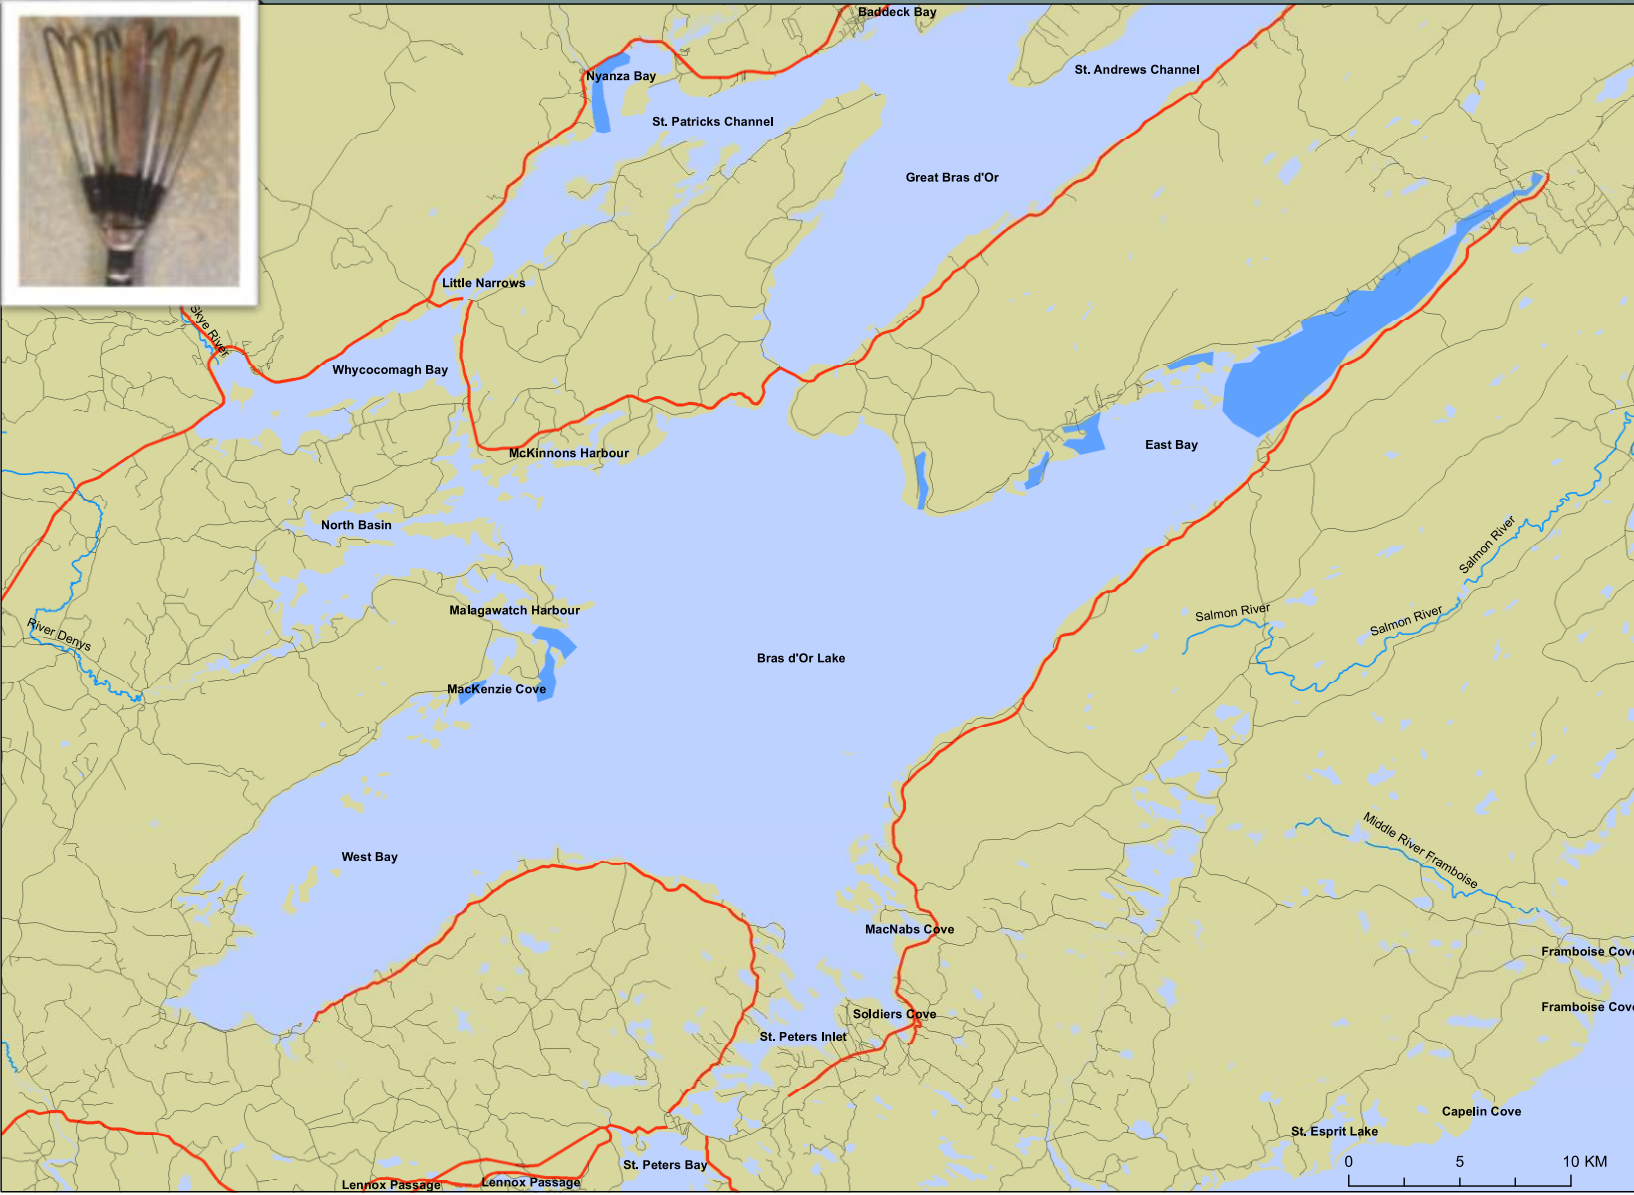 Baddeck Bay
St. Andrews Channel
Nyanza Bay
St. Patricks Channel
Great Bras d'Or
Little Narrows
Skye River
Whycocomagh Bay
East Bay
McKinnons Harbour
North Basin
Salmon River
Malagawatch Harbour
Salmon River
Salmon River
River Denys
Bras d'Or Lake
MacKenzie Cove
Middle River Framboise
West Bay
MacNabs Cove
Framboise Cov
Framboise Cov
Soldiers Cove
St. Peters Inlet
Capelin Cove
St. Esprit Lake
St. Peters Bay
0 5 10 KM
Lennox Passage
Lennox Passage